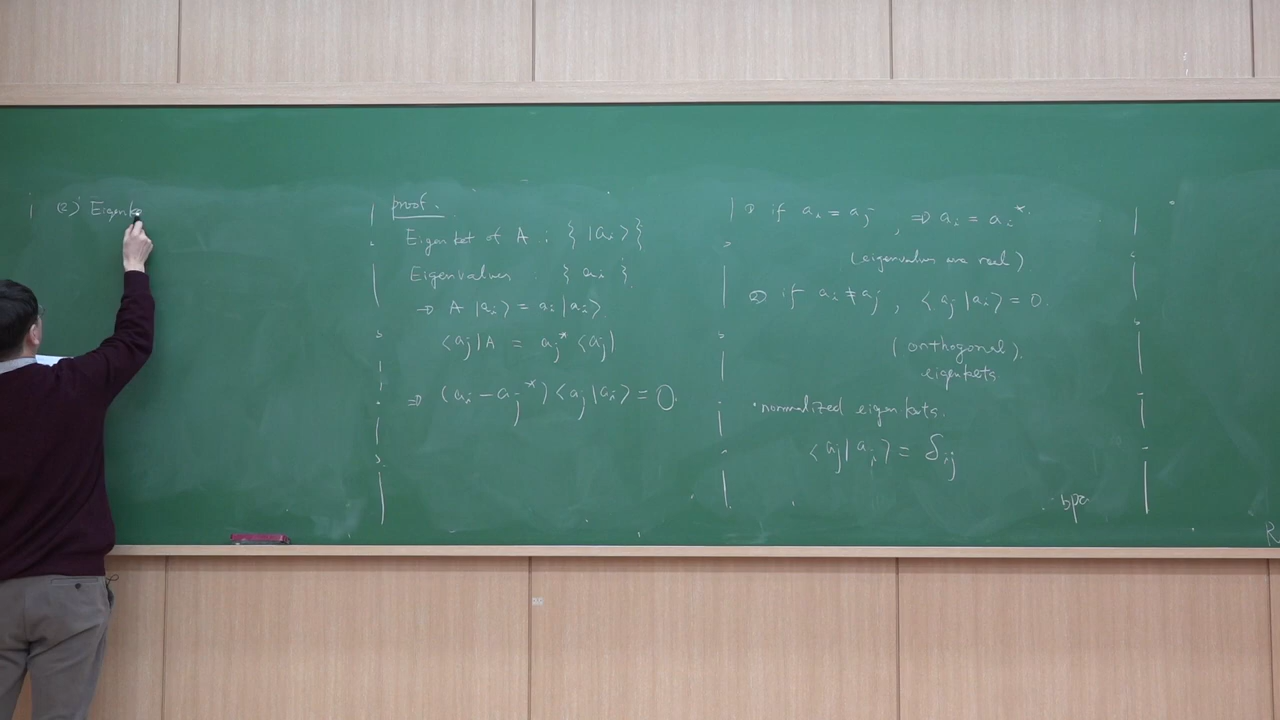 (2) Eigenke
proof.
Eigenket of A : { |aᵢ⟩ }
Eigenvalues : { aᵢ }.
→ A |aᵢ⟩ = aᵢ |aᵢ⟩.
⟨aⱼ|A = aⱼ* ⟨aⱼ|
⇒ (aᵢ − aⱼ*) ⟨aⱼ|aᵢ⟩ = 0.
① if aᵢ = aⱼ , ⇒ aᵢ = aᵢ*.
(eigenvalues are real)
② if aᵢ ≠ aⱼ , ⟨aⱼ|aᵢ⟩ = 0.
(orthogonal).
eigenkets
· normalized eigenkets.
⟨aⱼ|aᵢ⟩ = δᵢⱼ
R